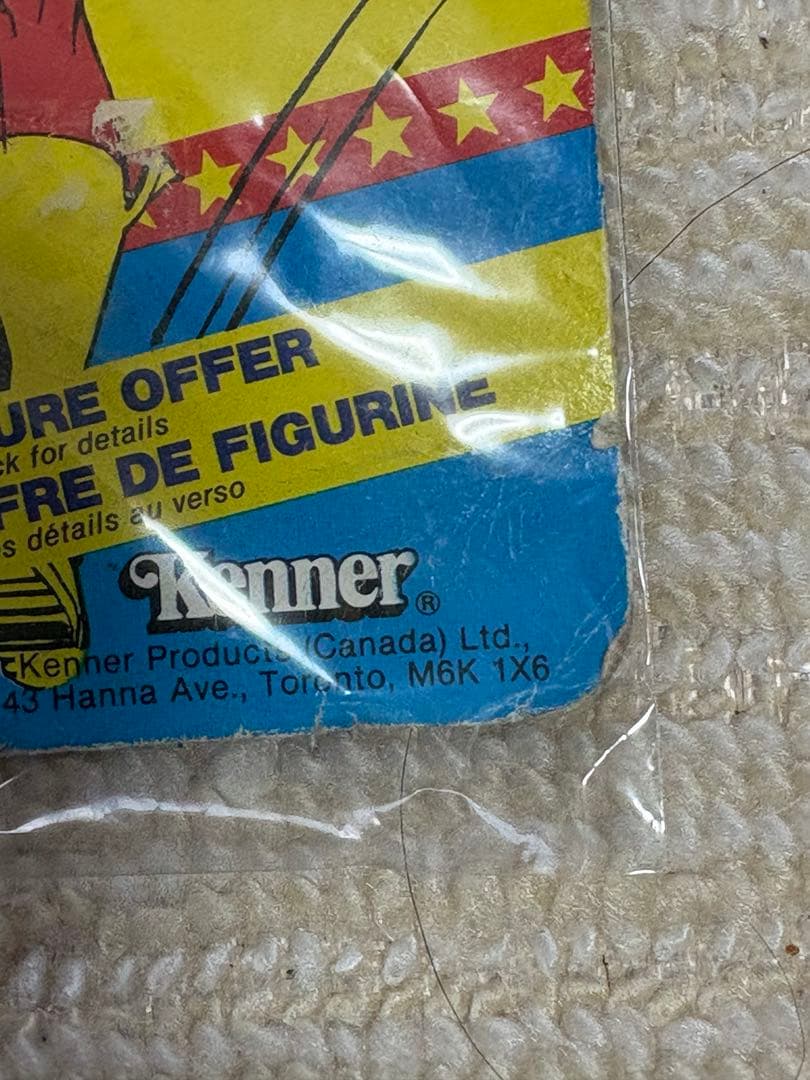 URE OFFER
ck for details
FRE DE FIGURINE
s détails au verso
Kenner®
Kenner Products (Canada) Ltd.,
43 Hanna Ave., Toronto, M6K 1X6